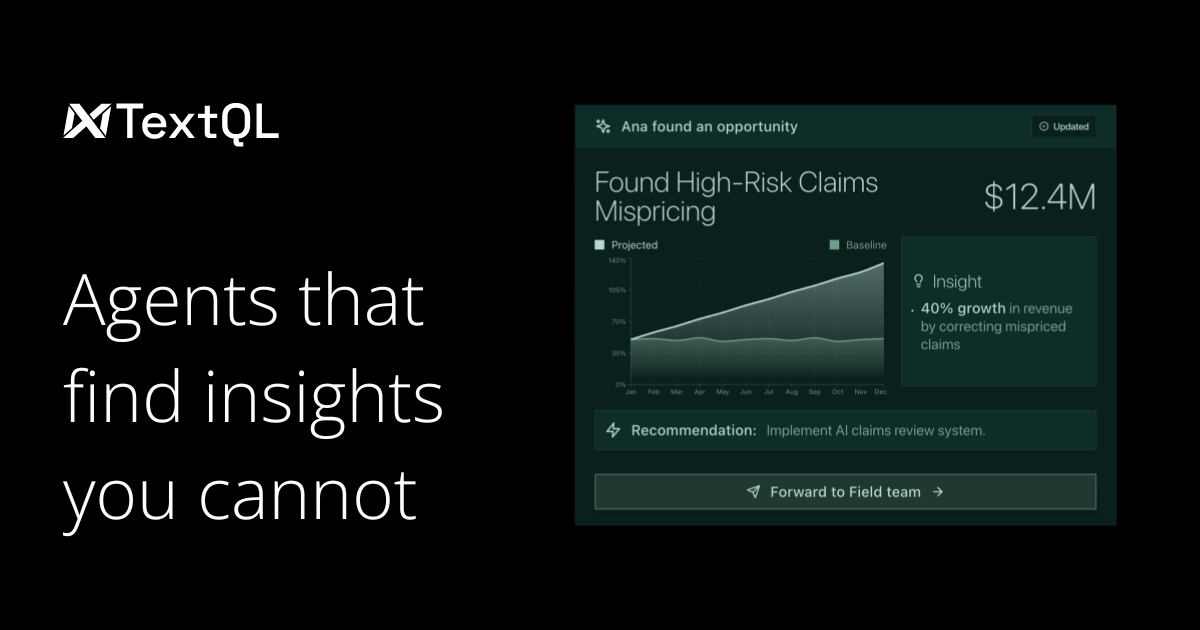 TextQL
Agents that
find insights
you cannot
Ana found an opportunity
Updated
Found High-Risk Claims
Mispricing
$12.4M
Projected
Baseline
140%
105%
70%
35%
0%
Jan Feb Mar Apr May Jun Jul Aug Sep Oct Nov Dec
Insight
· 40% growth in revenue
by correcting mispriced
claims
Recommendation: Implement AI claims review system.
Forward to Field team →